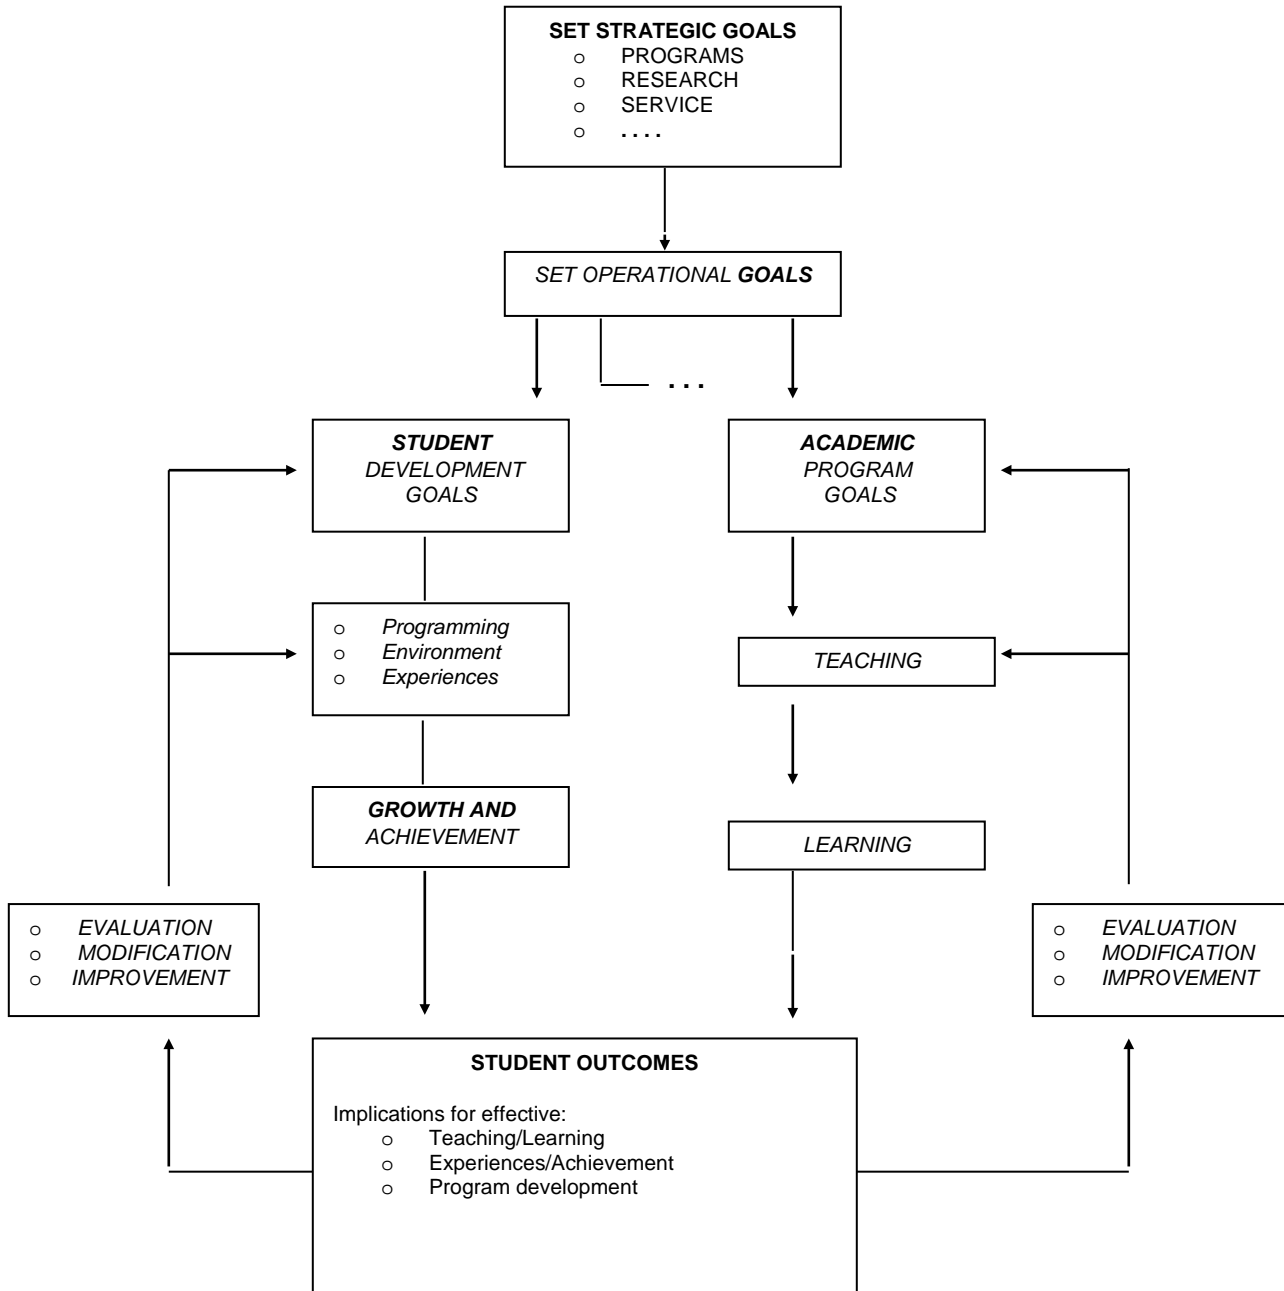 SET STRATEGIC GOALS
o PROGRAMS
o RESEARCH
o SERVICE
o . . . .
SET OPERATIONAL GOALS
. . .
STUDENT
DEVELOPMENT
GOALS
ACADEMIC
PROGRAM
GOALS
o Programming
o Environment
o Experiences
TEACHING
GROWTH AND
ACHIEVEMENT
LEARNING
o EVALUATION
o MODIFICATION
o IMPROVEMENT
o EVALUATION
o MODIFICATION
o IMPROVEMENT
STUDENT OUTCOMES
Implications for effective:
o Teaching/Learning
o Experiences/Achievement
o Program development